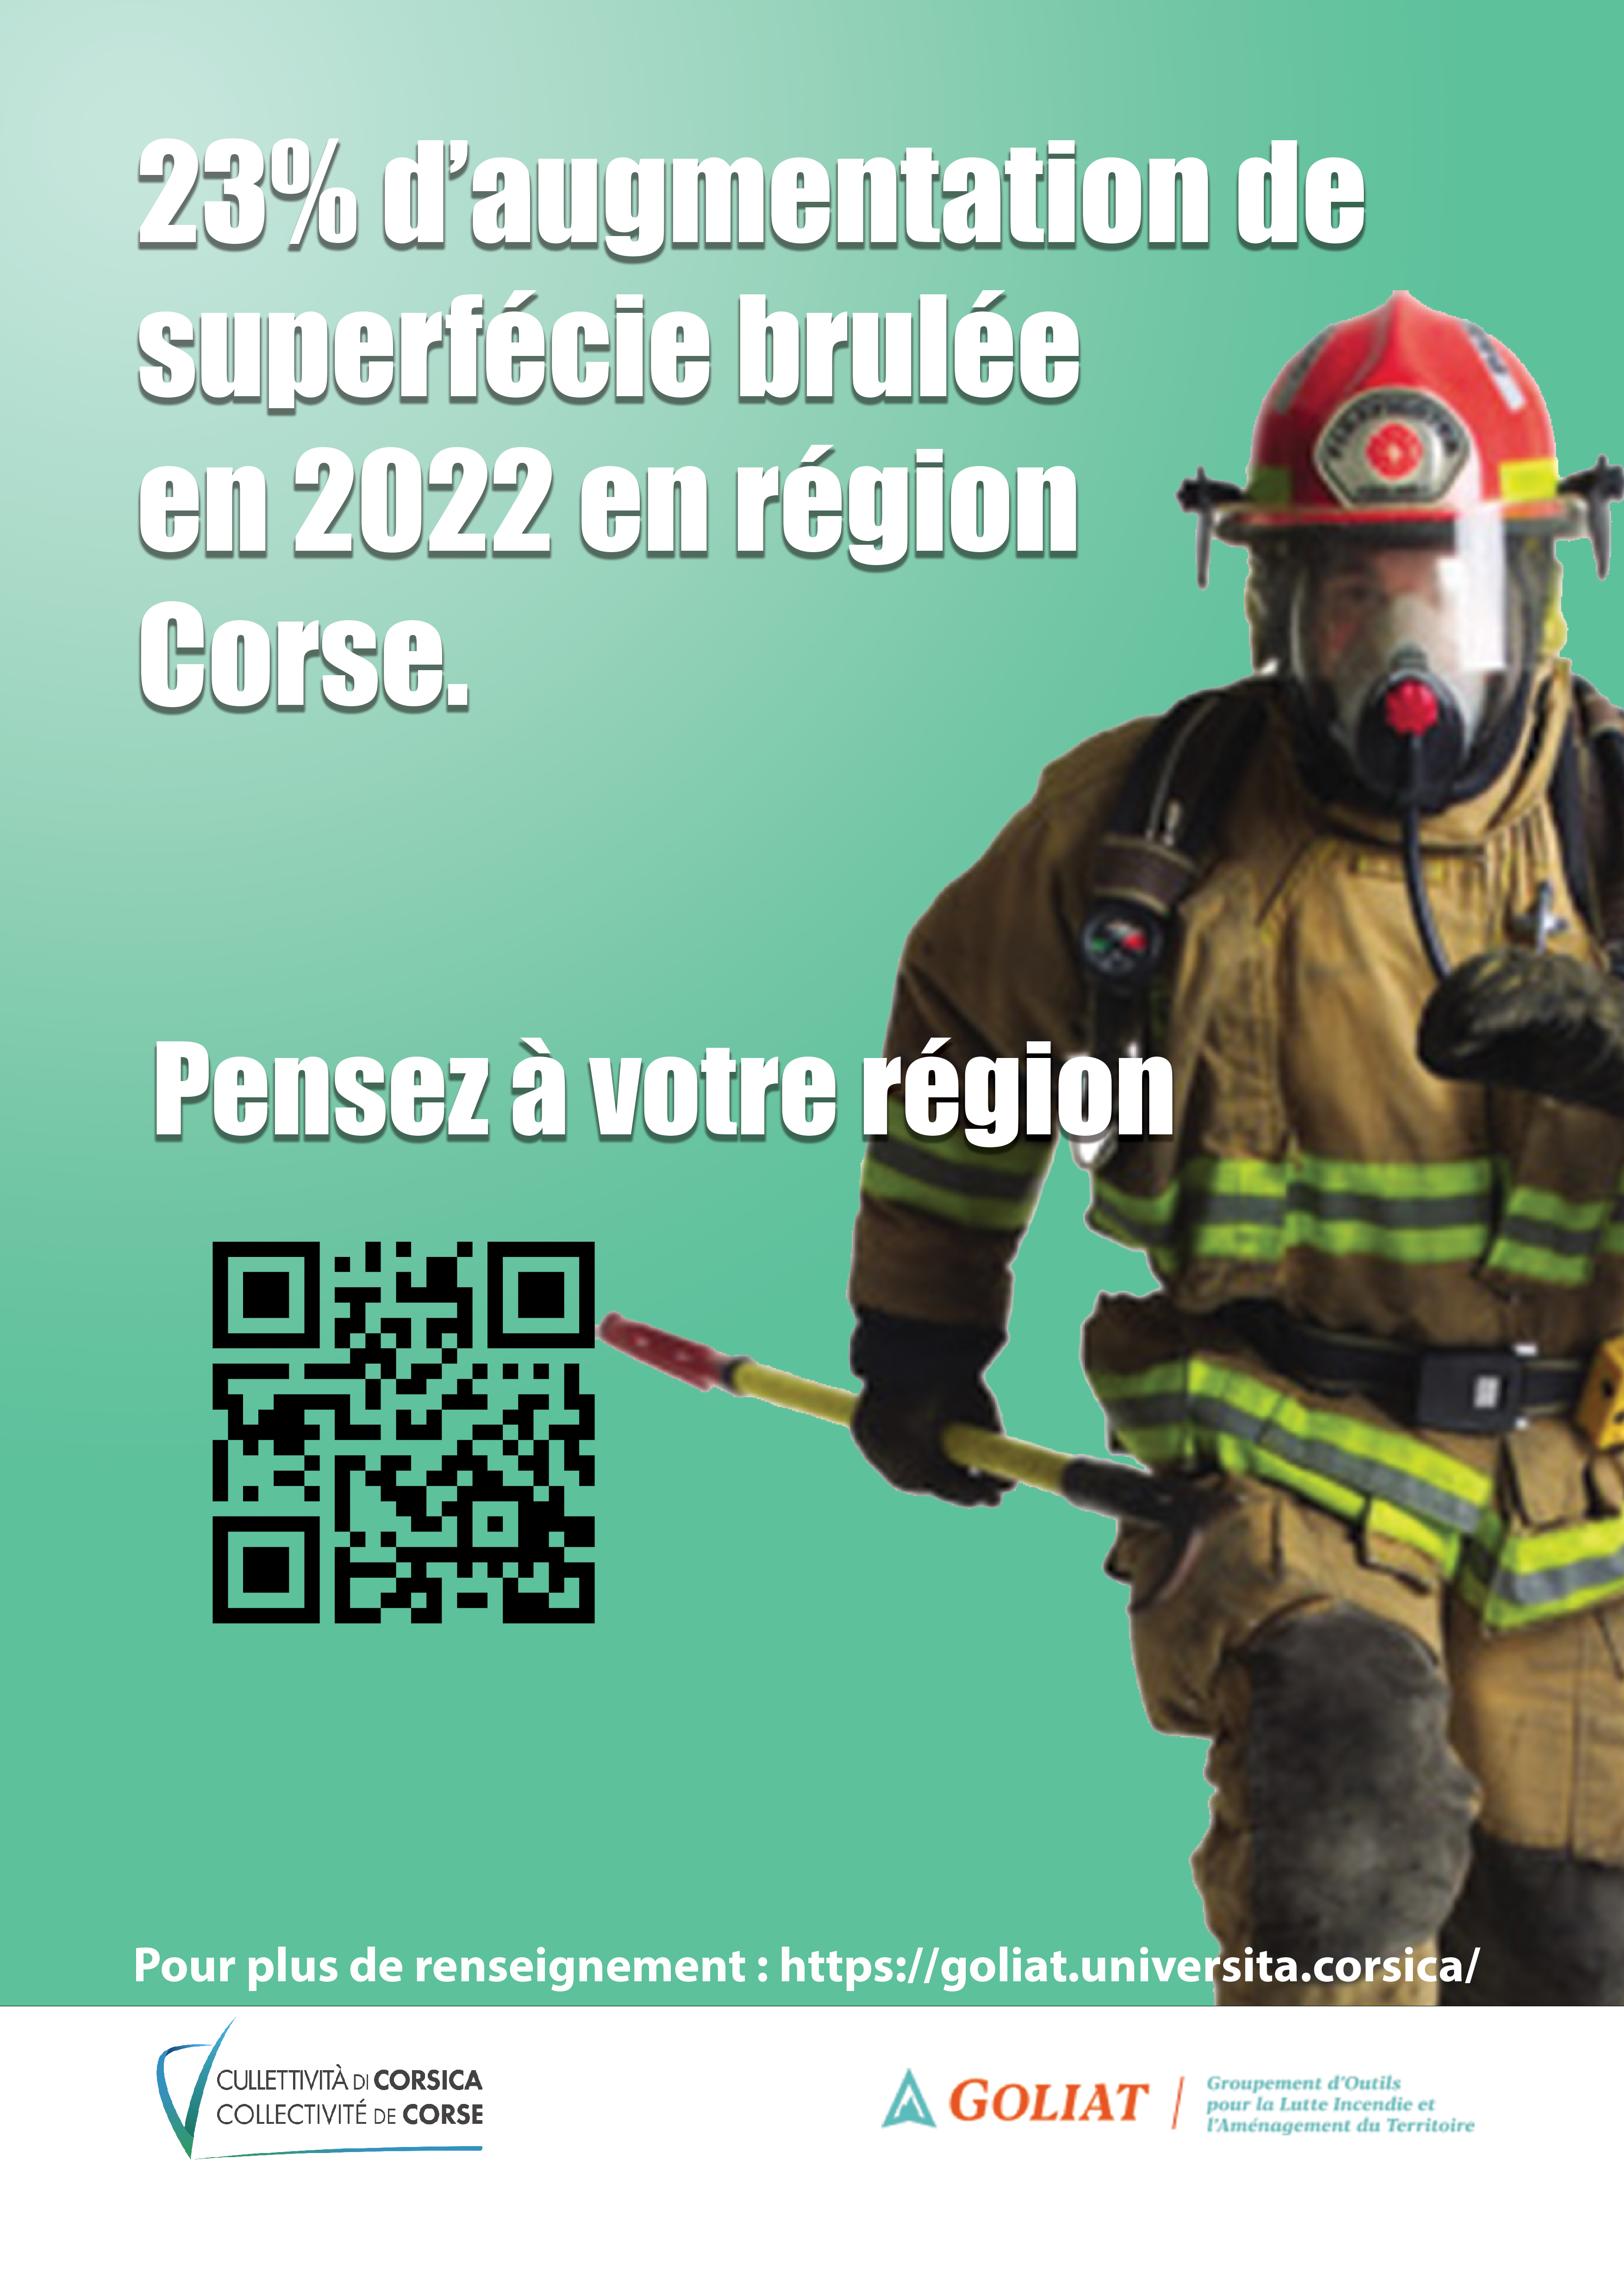 23% d’augmentation de
superfécie brulée
en 2022 en région
Corse.
Pensez à votre région
Pour plus de renseignement : https://goliat.universita.corsica/
CULLETTIVITÀ DI CORSICA
COLLECTIVITÉ DE CORSE
GOLIAT
Groupement d’Outils
pour la Lutte Incendie et
l’Aménagement du Territoire